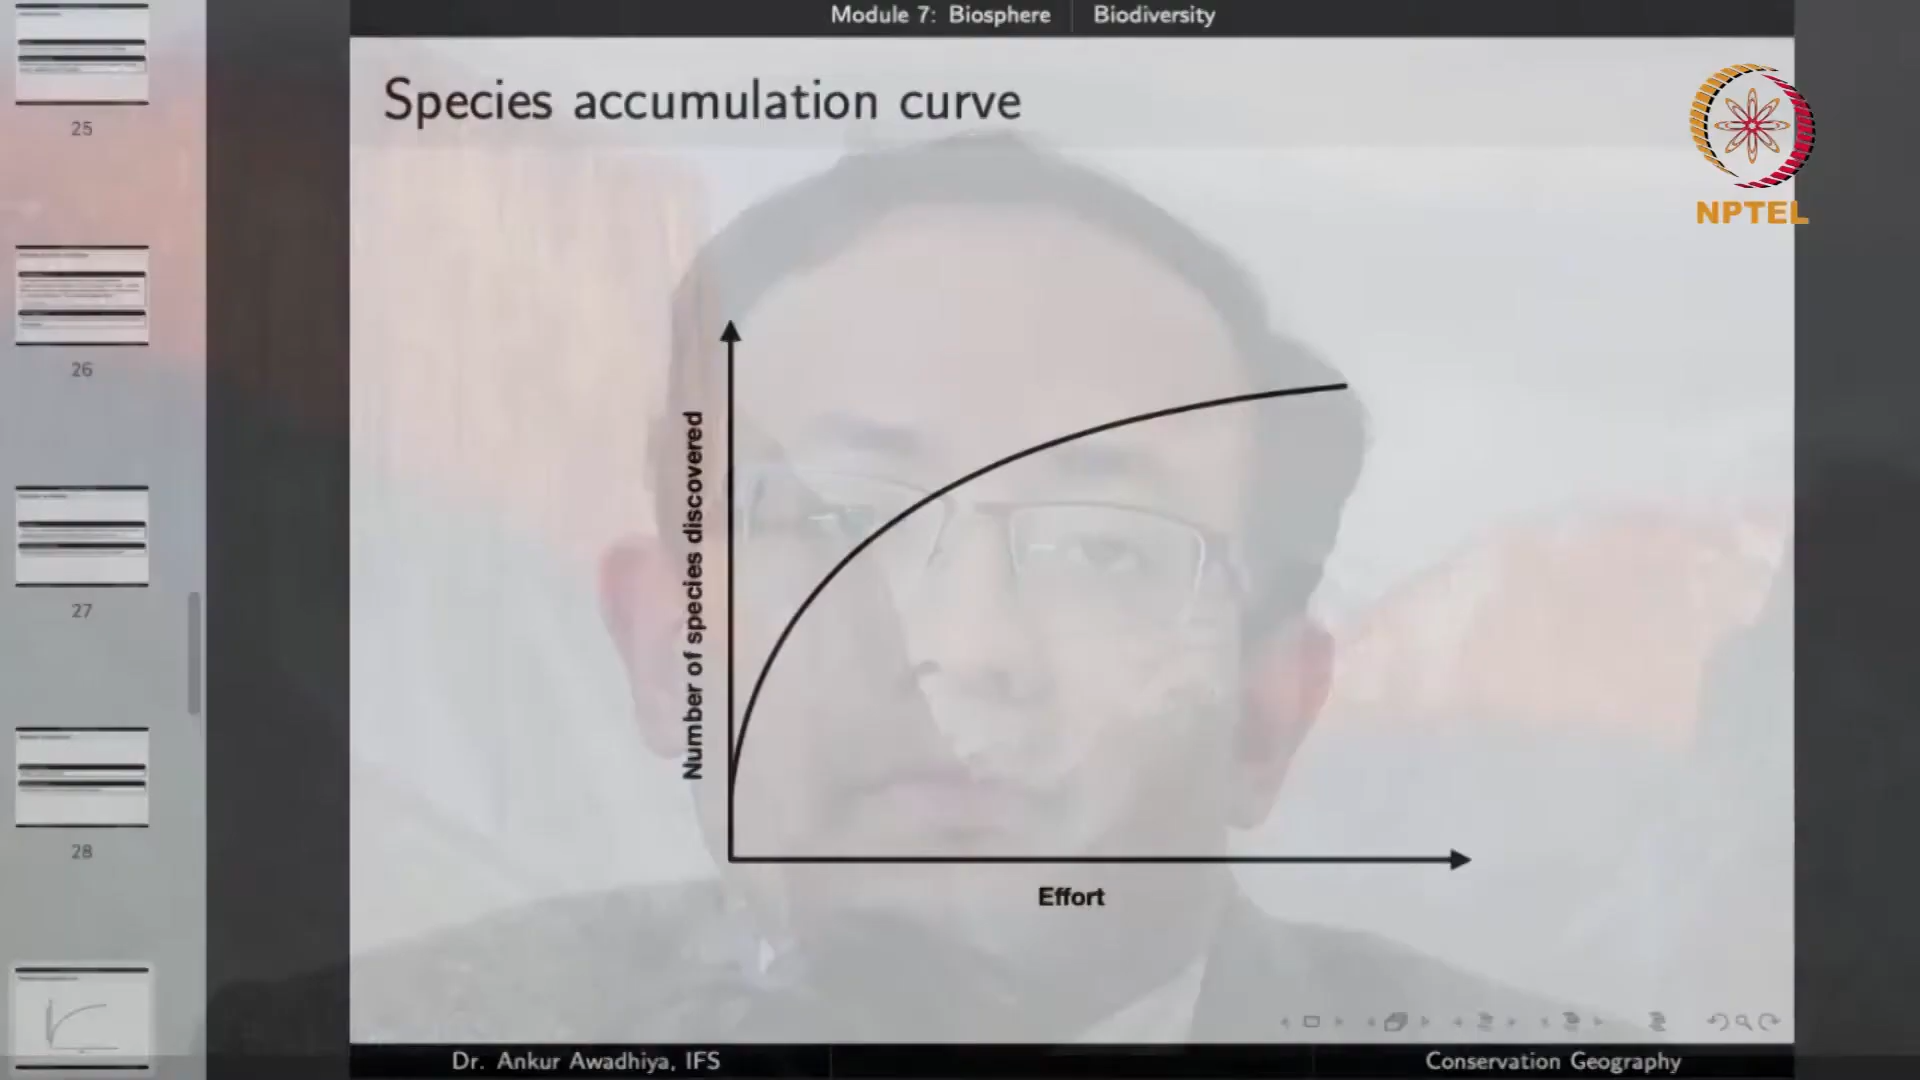 Module 7: Biosphere Biodiversity
Species accumulation curve
NPTEL
Number of species discovered
Effort
25
26
27
28
Dr. Ankur Awadhiya, IFS Conservation Geography